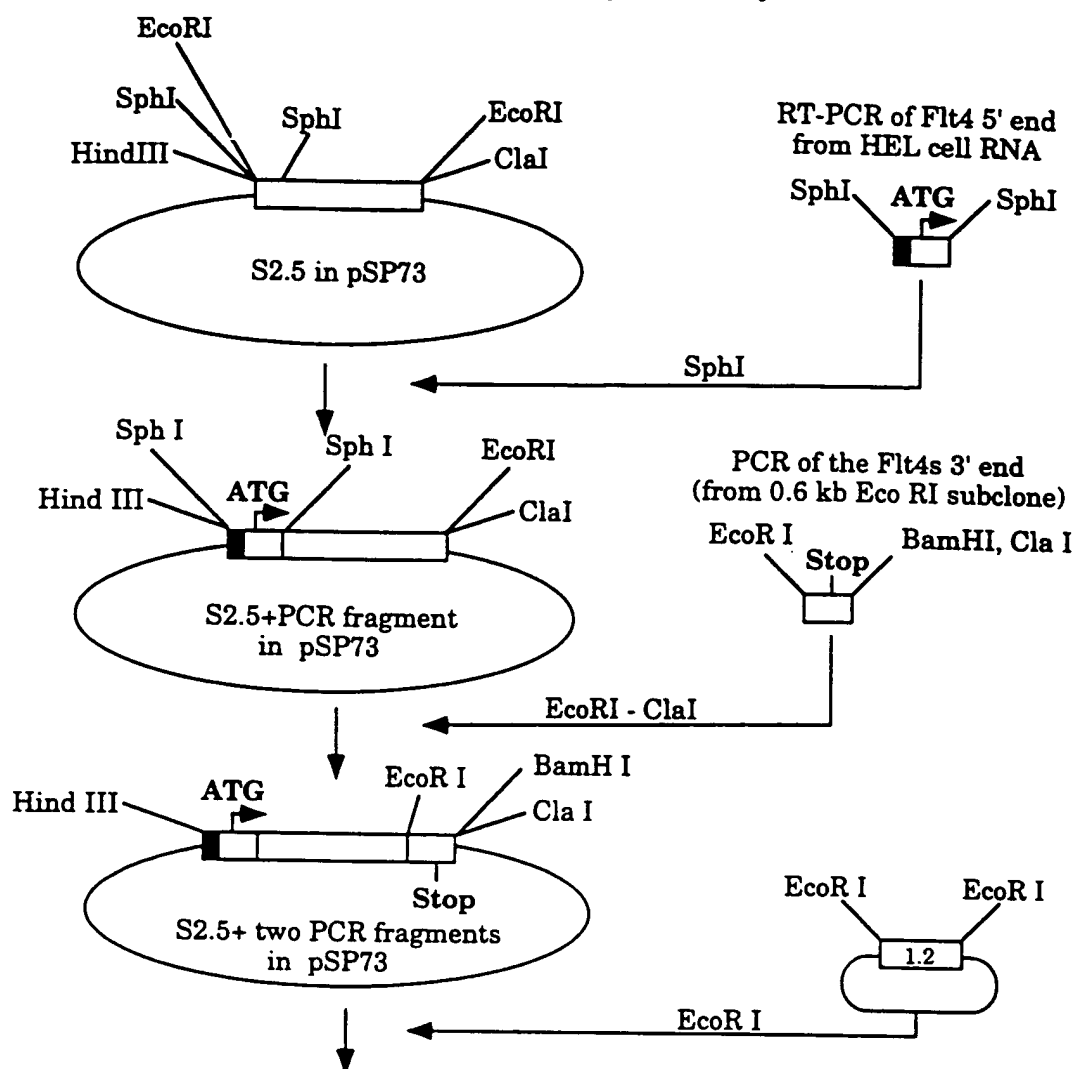 EcoRI
SphI
SphI
EcoRI
HindIII
ClaI
S2.5 in pSP73
RT-PCR of Flt4 5' end
from HEL cell RNA
SphI
ATG
SphI
SphI
Sph I
Sph I
EcoRI
Hind III
ATG
ClaI
S2.5+PCR fragment
in pSP73
PCR of the Flt4s 3' end
(from 0.6 kb Eco RI subclone)
EcoR I
Stop
BamHI, Cla I
EcoRI - ClaI
Hind III
ATG
EcoR I
BamH I
Cla I
Stop
S2.5+ two PCR fragments
in pSP73
EcoR I
EcoR I
1.2
EcoR I